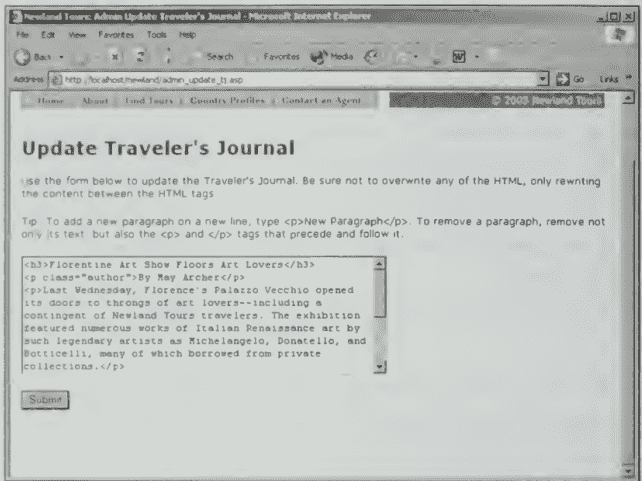 Newland Tours: Admin Update Traveler's Journal - Microsoft Internet Explorer
File Edit View Favorites Tools Help
Back Search Favorites Media
Address http://localhost/newland/admin_update_tj.asp Go Links »
Home About Find Tours Country Profiles Contact an Agent © 2003 Newland Tours
Update Traveler's Journal
Use the form below to update the Traveler's Journal. Be sure not to overwrite any of the HTML, only rewriting
the content between the HTML tags
Tip To add a new paragraph on a new line, type <p>New Paragraph</p>. To remove a paragraph, remove not
only its text but also the <p> and </p> tags that precede and follow it.
<h3>Florentine Art Show Floors Art Lovers</h3>
<p class="author">By May Archer</p>
<p>Last Wednesday, Florence's Palazzo Vecchio opened
its doors to throngs of art lovers--including a
contingent of Newland Tours travelers. The exhibition
featured numerous works of Italian Renaissance art by
such legendary artists as Michelangelo, Donatello, and
Botticelli, many of which borrowed from private
collections.</p>
Submit